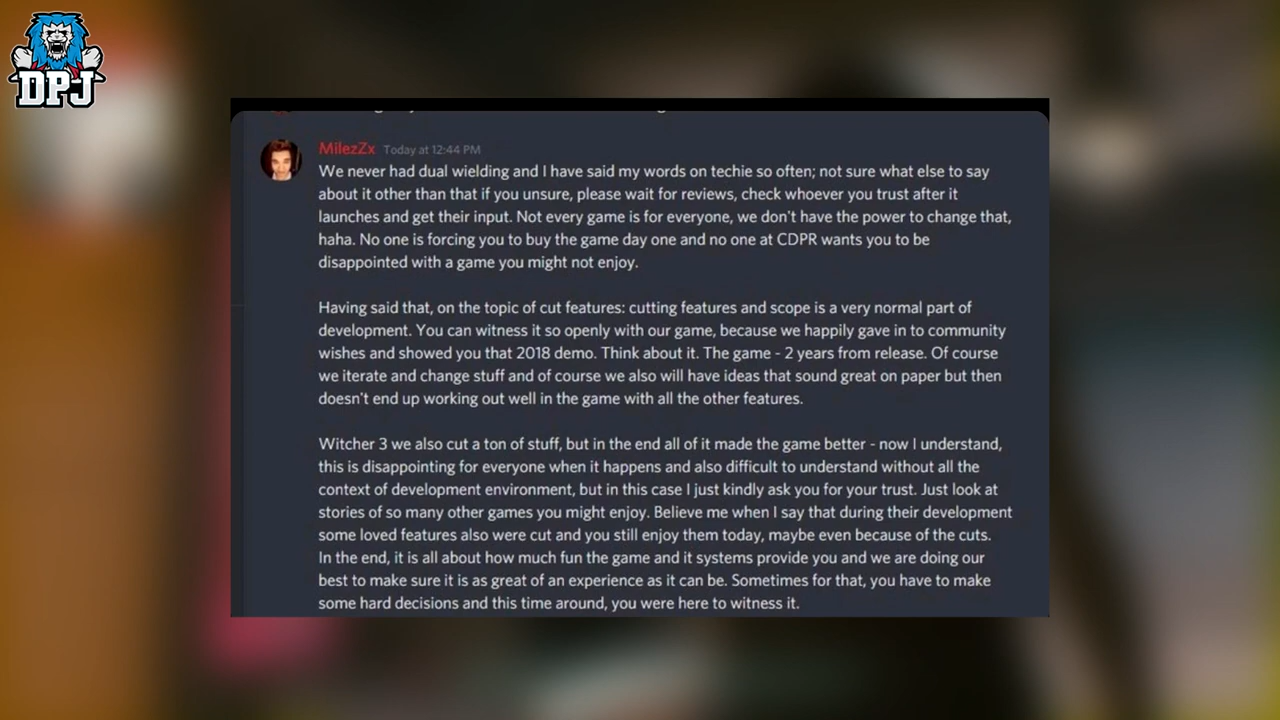 DPJ
MilezZx Today at 12:44 PM
We never had dual wielding and I have said my words on techie so often; not sure what else to say
about it other than that if you unsure, please wait for reviews, check whoever you trust after it
launches and get their input. Not every game is for everyone, we don't have the power to change that,
haha. No one is forcing you to buy the game day one and no one at CDPR wants you to be
disappointed with a game you might not enjoy.
Having said that, on the topic of cut features: cutting features and scope is a very normal part of
development. You can witness it so openly with our game, because we happily gave in to community
wishes and showed you that 2018 demo. Think about it. The game - 2 years from release. Of course
we iterate and change stuff and of course we also will have ideas that sound great on paper but then
doesn't end up working out well in the game with all the other features.
Witcher 3 we also cut a ton of stuff, but in the end all of it made the game better - now I understand,
this is disappointing for everyone when it happens and also difficult to understand without all the
context of development environment, but in this case I just kindly ask you for your trust. Just look at
stories of so many other games you might enjoy. Believe me when I say that during their development
some loved features also were cut and you still enjoy them today, maybe even because of the cuts.
In the end, it is all about how much fun the game and it systems provide you and we are doing our
best to make sure it is as great of an experience as it can be. Sometimes for that, you have to make
some hard decisions and this time around, you were here to witness it.